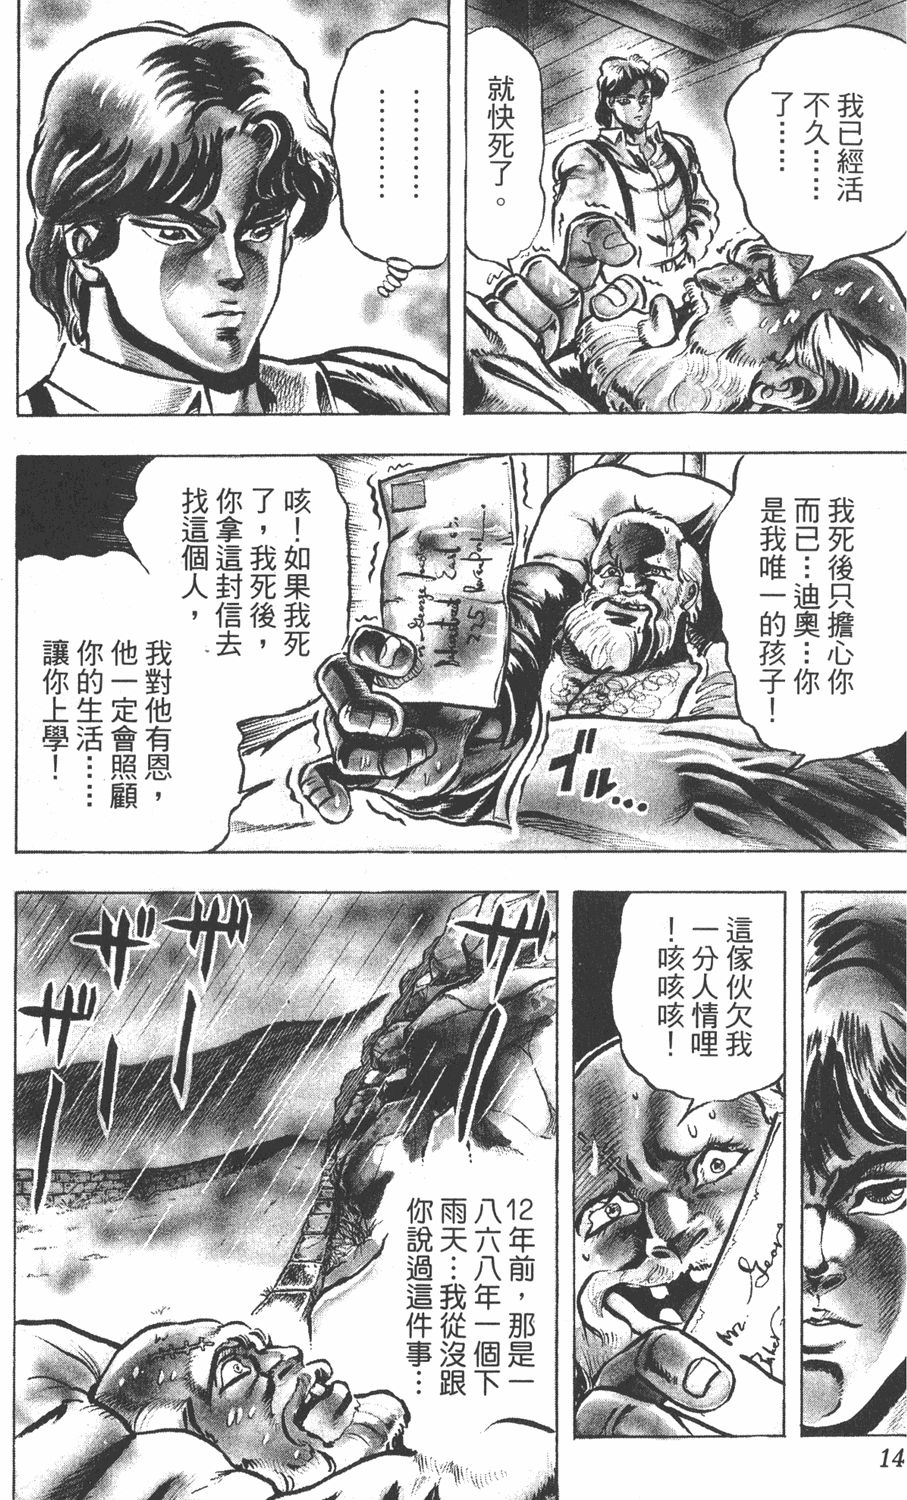 我已經活
不久……
了……
就快死了。
………
………
我死後只擔心你
而已…迪奧…你
是我唯一的孩子！
咳！如果我死
了，我死後，
你拿這封信去
找這個人，
我對他有恩，
他一定會照顧
你的生活……
讓你上學！
ブルル…
這傢伙欠我
一分人情哩
！咳咳咳！
Mr. Geor
12年前，那是一
八六八年一個下
雨天…我從沒跟
你說過這件事…
ザーザーザーザー
14